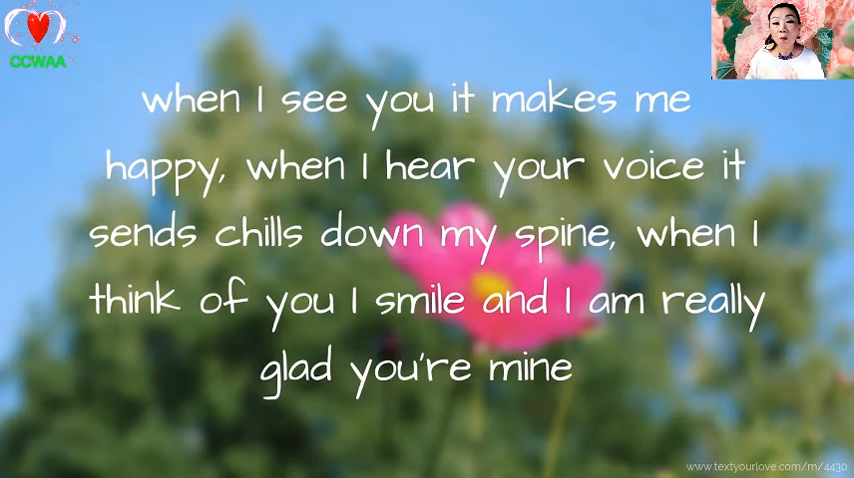 CCWAA
when I see you it makes me
happy, when I hear your voice it
sends chills down my spine, when I
think of you I smile and I am really
glad you're mine
www.textyourlove.com/m/4430